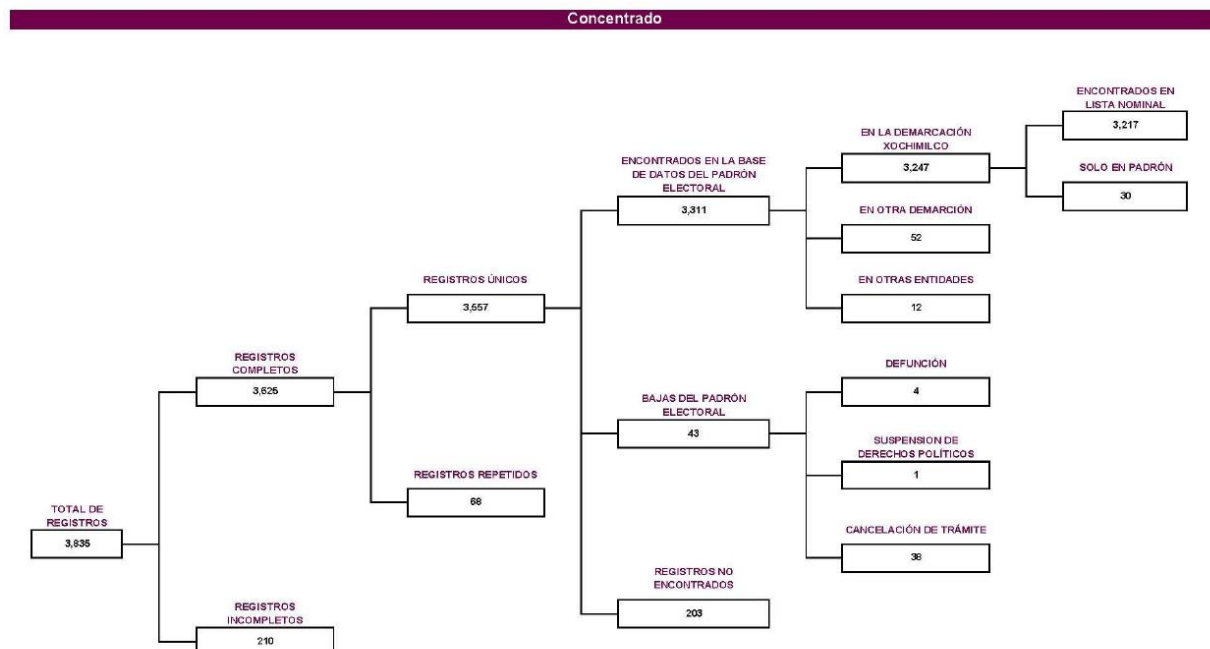 Concentrado
ENCONTRADOS EN
LISTA NOMINAL
3,217
SOLO EN PADRÓN
30
EN LA DEMARCACIÓN
XOCHIMILCO
3,247
EN OTRA DEMARCIÓN
52
EN OTRAS ENTIDADES
12
ENCONTRADOS EN LA BASE
DE DATOS DEL PADRÓN
ELECTORAL
3,311
REGISTROS ÚNICOS
3,557
REGISTROS
COMPLETOS
3,625
DEFUNCIÓN
4
BAJAS DEL PADRÓN
ELECTORAL
43
SUSPENSION DE
DERECHOS POLÍTICOS
1
CANCELACIÓN DE TRÁMITE
38
REGISTROS REPETIDOS
68
TOTAL DE
REGISTROS
3,835
REGISTROS NO
ENCONTRADOS
203
REGISTROS
INCOMPLETOS
210